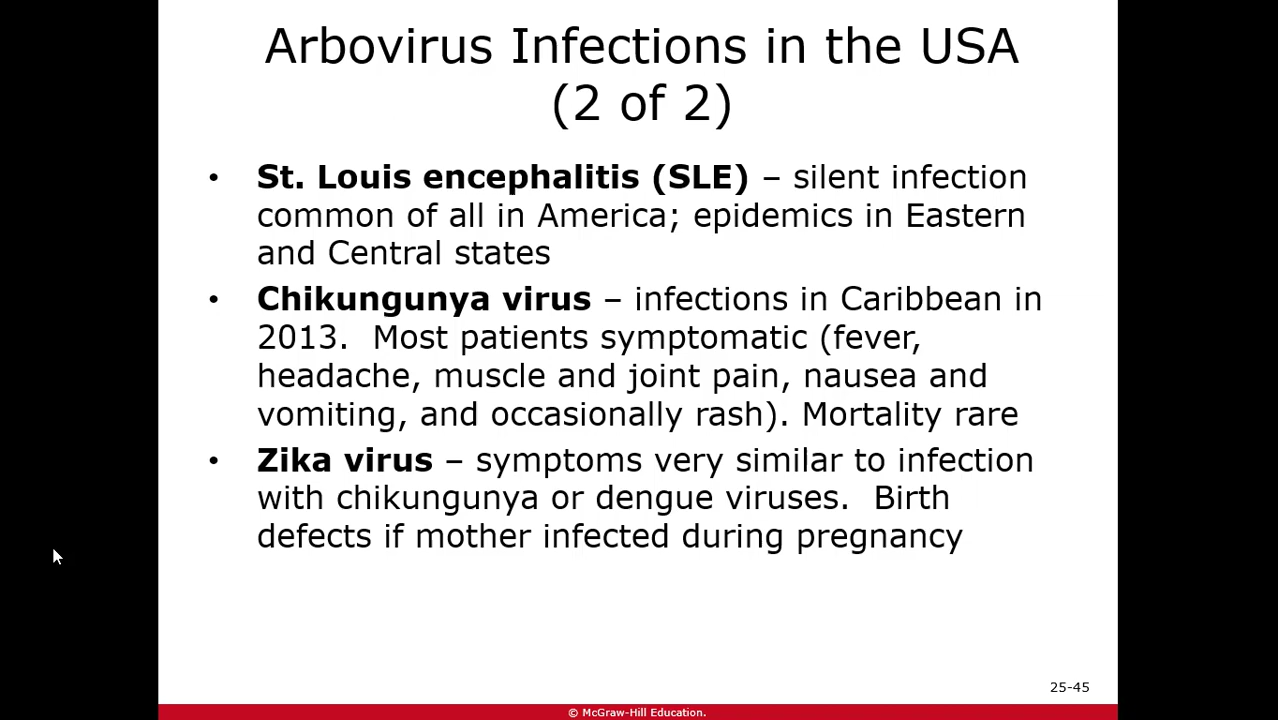 Arbovirus Infections in the USA
(2 of 2)
• St. Louis encephalitis (SLE) – silent infection
common of all in America; epidemics in Eastern
and Central states
• Chikungunya virus – infections in Caribbean in
2013.  Most patients symptomatic (fever,
headache, muscle and joint pain, nausea and
vomiting, and occasionally rash). Mortality rare
• Zika virus – symptoms very similar to infection
with chikungunya or dengue viruses.  Birth
defects if mother infected during pregnancy
25-45
© McGraw-Hill Education.